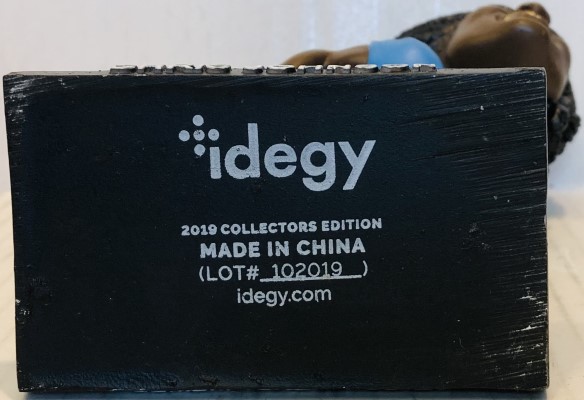 idegy
2019 COLLECTORS EDITION
MADE IN CHINA
(LOT# 102019 )
idegy.com